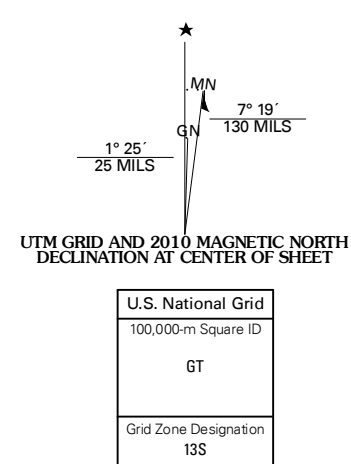 MN
7° 19´
130 MILS
GN
1° 25´
25 MILS
UTM GRID AND 2010 MAGNETIC NORTH
DECLINATION AT CENTER OF SHEET
U.S. National Grid
100,000-m Square ID
GT
Grid Zone Designation
13S